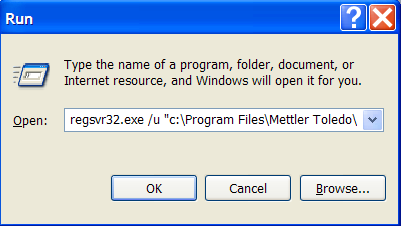 Run
Type the name of a program, folder, document, or
Internet resource, and Windows will open it for you.
Open: regsvr32.exe /u "c:\Program Files\Mettler Toledo\
OK Cancel Browse...